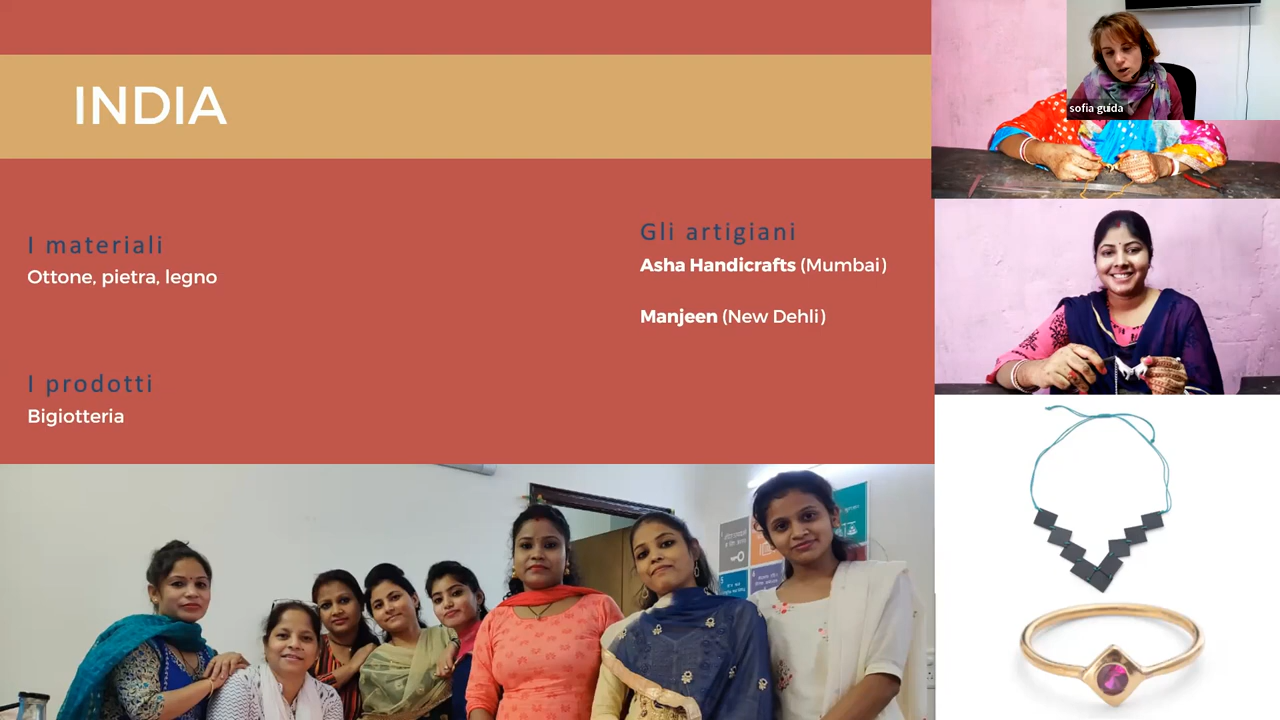 INDIA
sofia guida
I materiali
Ottone, pietra, legno
Gli artigiani
Asha Handicrafts (Mumbai)
Manjeen (New Dehli)
I prodotti
Bigiotteria